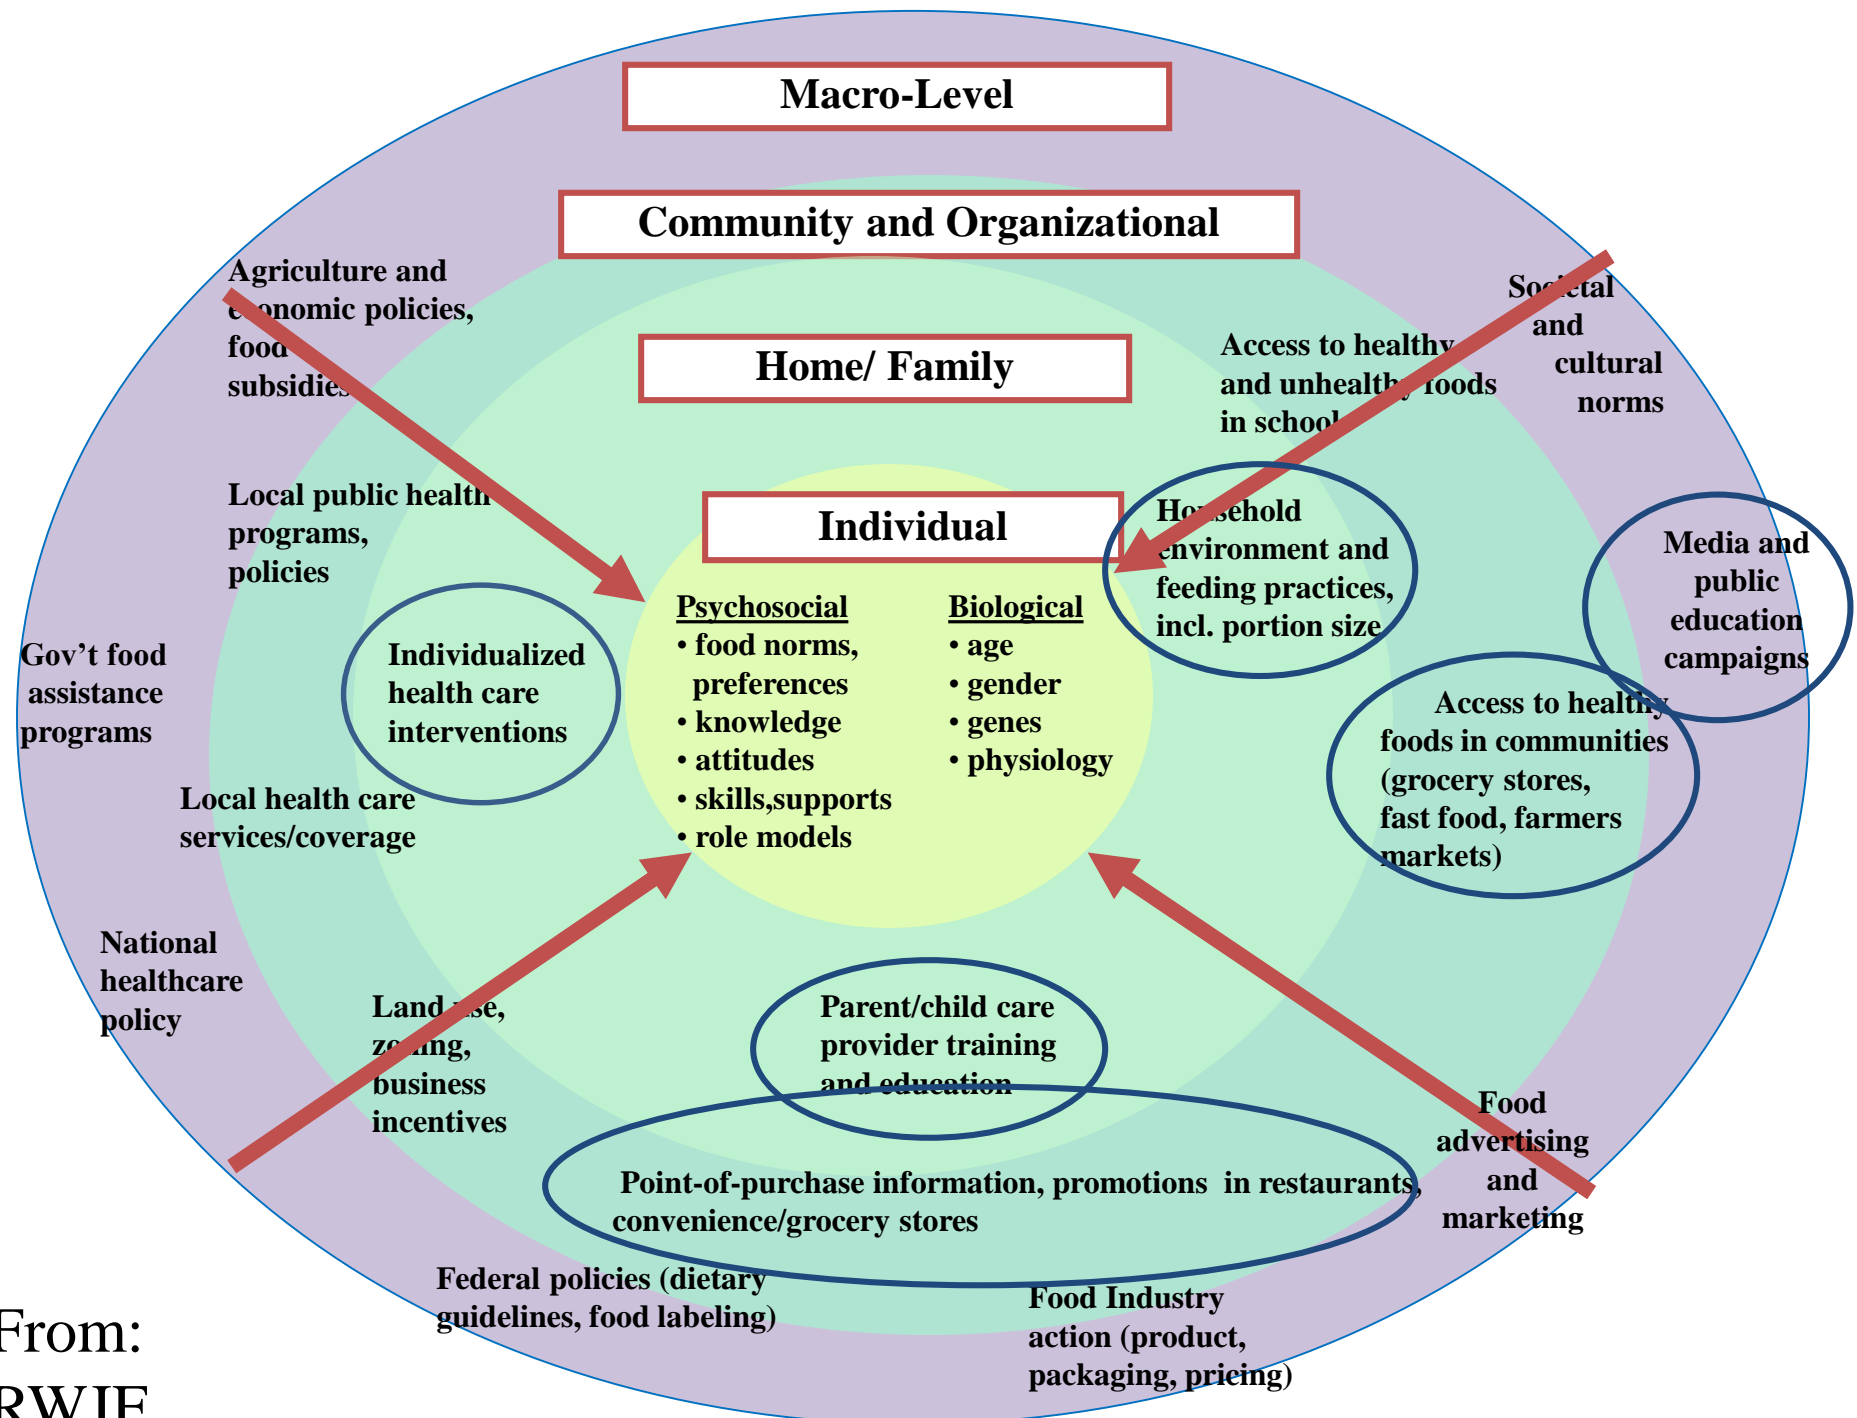 Macro-Level
Community and Organizational
Agriculture and
economic policies,
food
subsidies
Societal
and
cultural
norms
Home/ Family
Access to healthy
and unhealthy foods
in school
Local public health
programs,
policies
Individual
Household
environment and
feeding practices,
incl. portion size
Media and
public
education
campaigns
Gov't food
assistance
programs
Individualized
health care
interventions
Psychosocial
• food norms,
preferences
• knowledge
• attitudes
• skills,supports
• role models
Biological
• age
• gender
• genes
• physiology
Access to healthy
foods in communities
(grocery stores,
fast food, farmers
markets)
Local health care
services/coverage
National
healthcare
policy
Land use,
zoning,
business
incentives
Parent/child care
provider training
and education
Food
advertising
and
marketing
Point-of-purchase information, promotions in restaurants,
convenience/grocery stores
Federal policies (dietary
guidelines, food labeling)
Food Industry
action (product,
packaging, pricing)
From:
RWJF